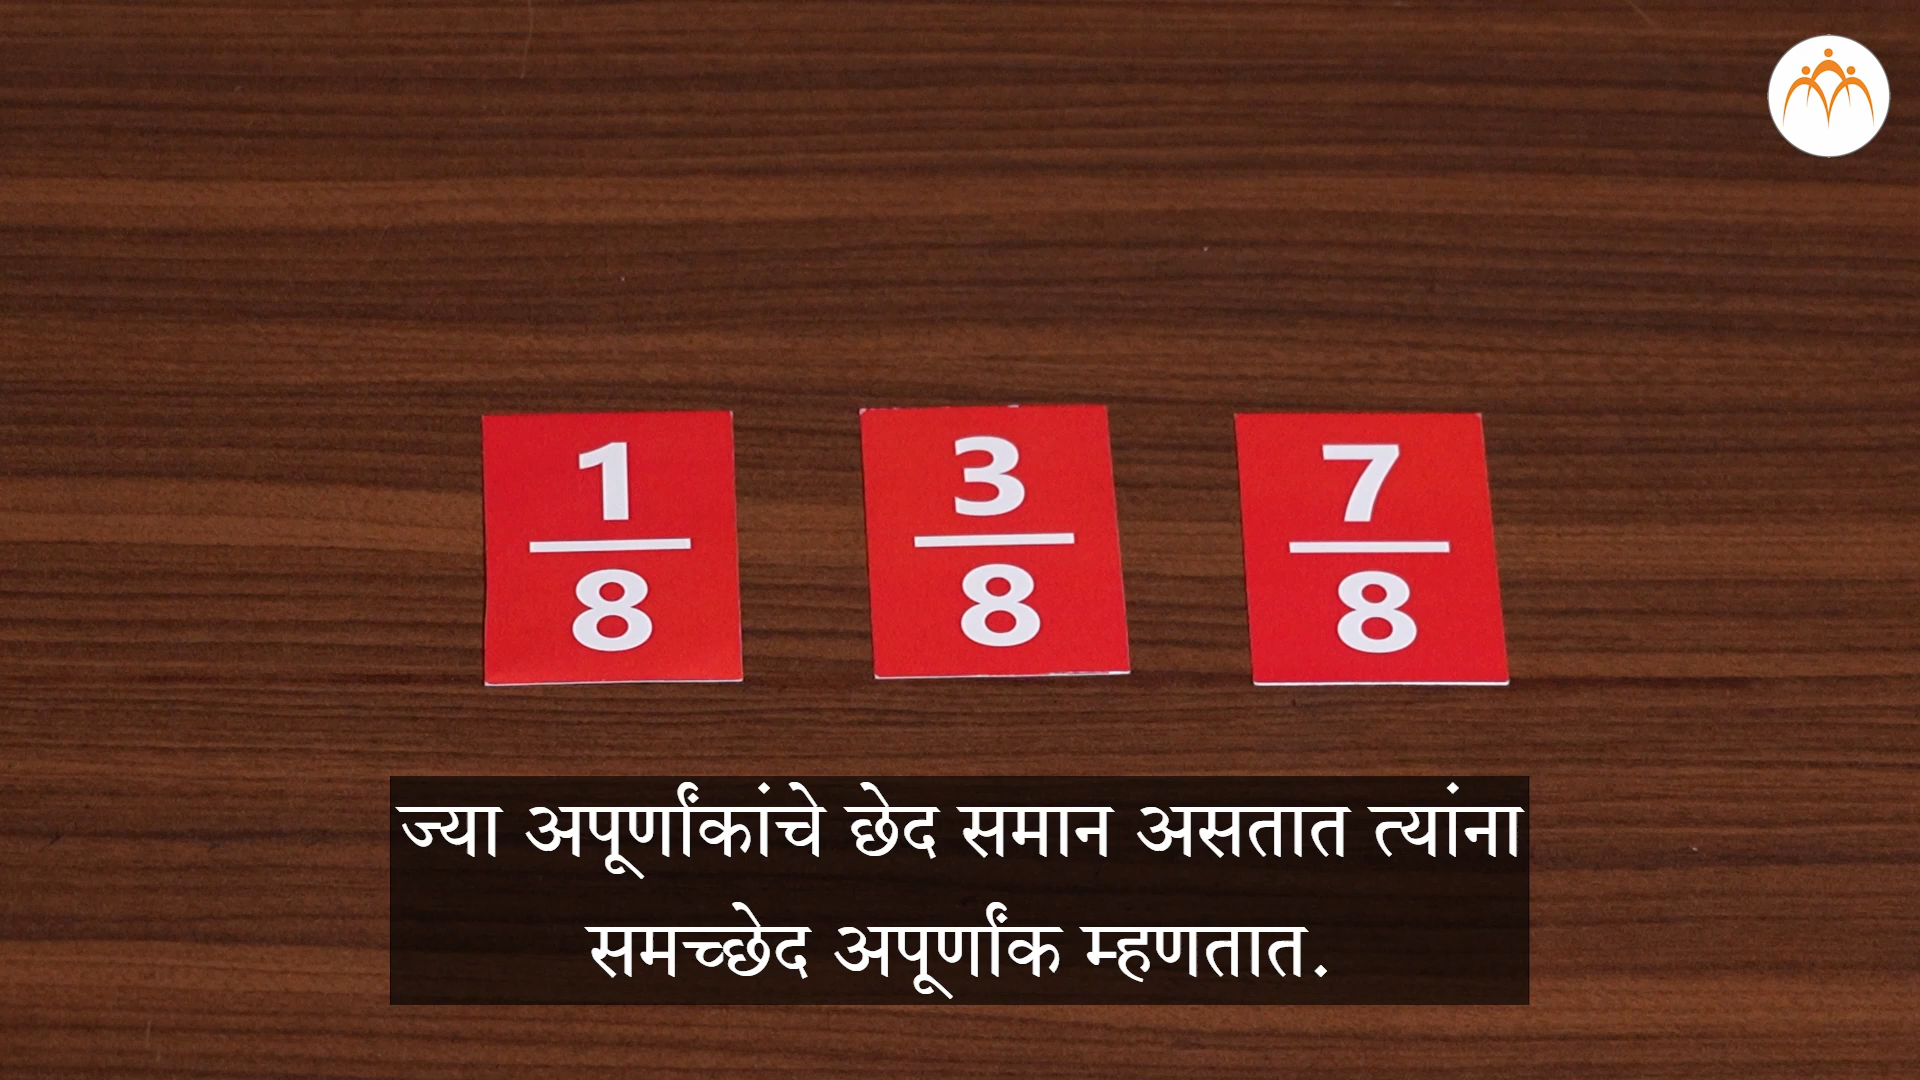 1 3 7
8 8 8
ज्या अपूर्णांकांचे छेद समान असतात त्यांना
समच्छेद अपूर्णांक म्हणतात.